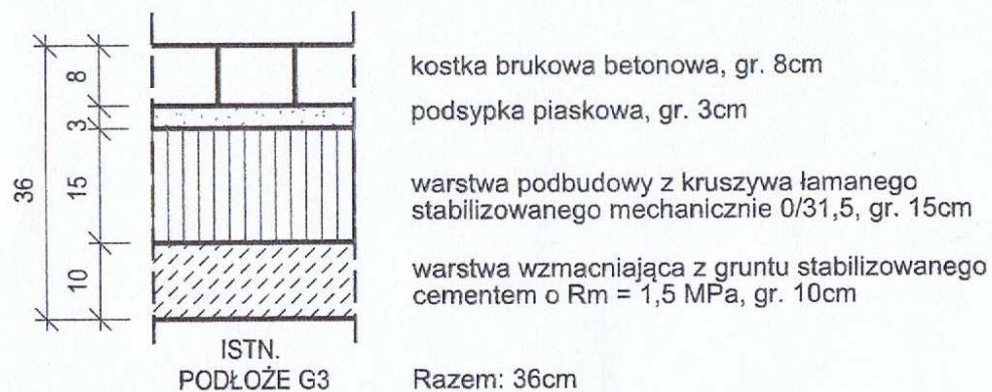 36
8
3
15
10
kostka brukowa betonowa, gr. 8cm
podsypka piaskowa, gr. 3cm
warstwa podbudowy z kruszywa łamanego
stabilizowanego mechanicznie 0/31,5, gr. 15cm
warstwa wzmacniająca z gruntu stabilizowanego
cementem o Rm = 1,5 MPa, gr. 10cm
ISTN.
PODŁOŻE G3
Razem: 36cm